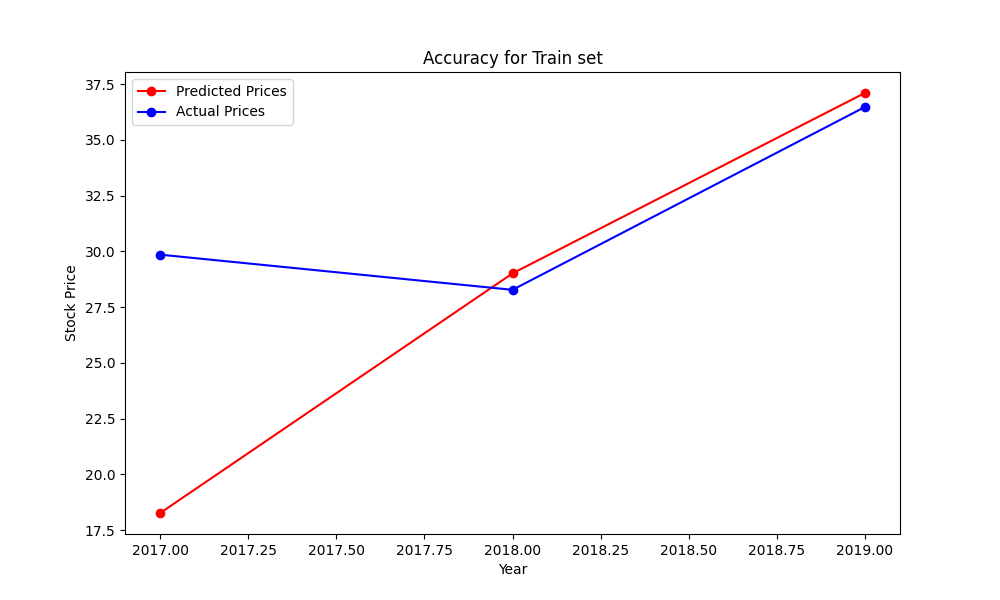 Accuracy for Train set
Predicted Prices
Actual Prices
37.5
35.0
32.5
30.0
27.5
25.0
22.5
20.0
17.5
Stock Price
2017.00 2017.25 2017.50 2017.75 2018.00 2018.25 2018.50 2018.75 2019.00
Year